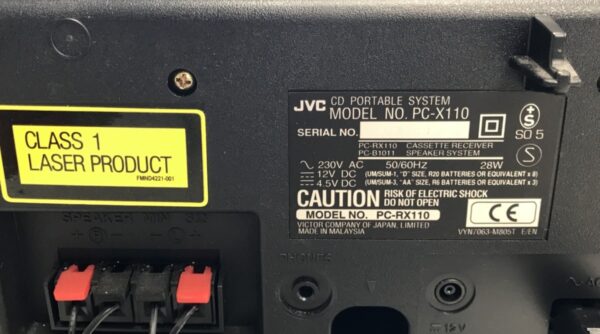 CLASS 1
LASER PRODUCT
FMND4221-001
JVC CD PORTABLE SYSTEM
MODEL NO. PC-X110
SERIAL NO.
PC-RX110 CASSETTE RECEIVER
PC-B1011 SPEAKER SYSTEM
~ 230V AC 50/60HZ 28W
12V DC (UM/SUM-1, "D" SIZE, R20 BATTERIES OR EQUIVALENT x 8)
4.5V DC (UM/SUM-3, "AA" SIZE, R6 BATTERIES OR EQUIVALENT x 3)
CAUTION RISK OF ELECTRIC SHOCK
DO NOT OPEN
MODEL NO. PC-RX110
VICTOR COMPANY OF JAPAN, LIMITED
MADE IN MALAYSIA
VYN7063-M805T E/EN
CE
S
SO 5
S
SPEAKER MIN
12V